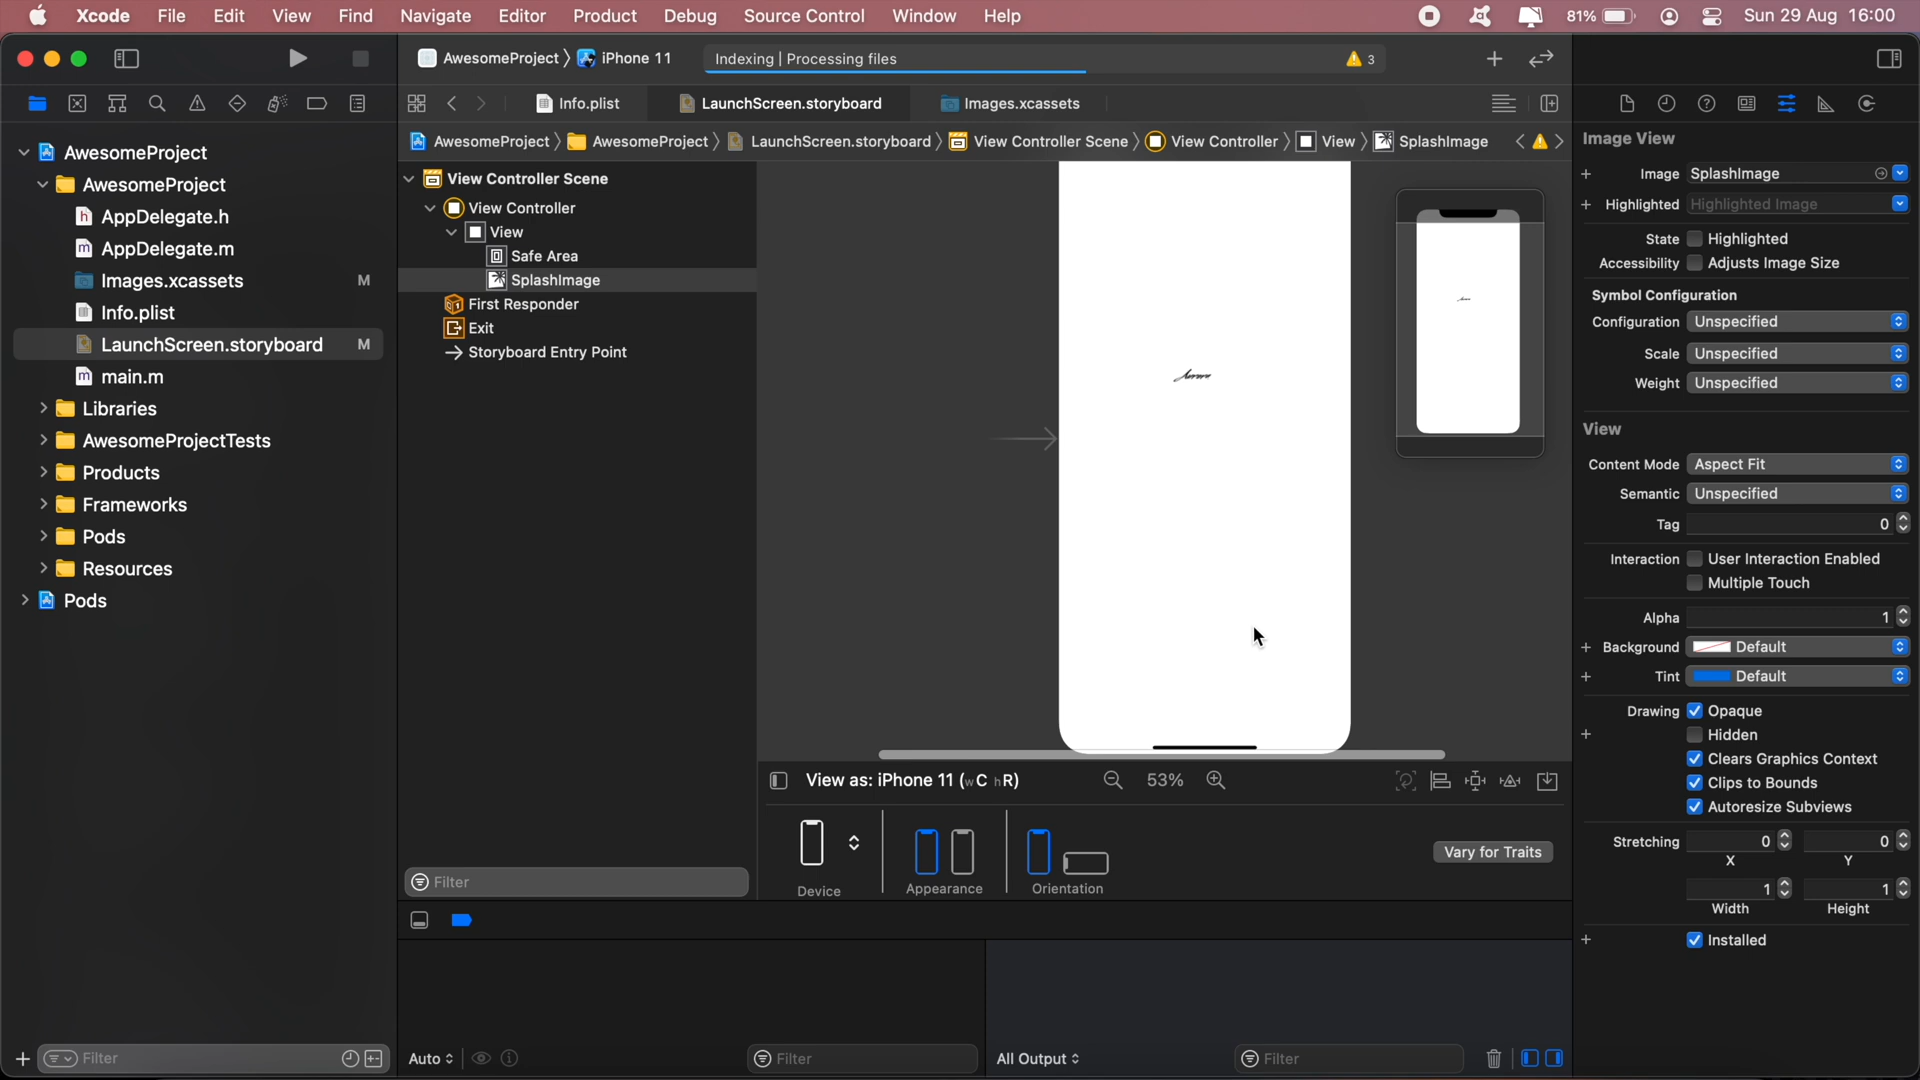 Xcode File Edit View Find Navigate Editor Product Debug Source Control Window Help 81% Sun 29 Aug 16:00
AwesomeProject iPhone 11 Indexing | Processing files 3
Info.plist LaunchScreen.storyboard Images.xcassets
AwesomeProject AwesomeProject LaunchScreen.storyboard View Controller Scene View Controller View SplashImage
AwesomeProject
AwesomeProject
h AppDelegate.h
m AppDelegate.m
Images.xcassets M
Info.plist
LaunchScreen.storyboard M
m main.m
Libraries
AwesomeProjectTests
Products
Frameworks
Pods
Resources
Pods
Filter
View Controller Scene
View Controller
View
Safe Area
SplashImage
First Responder
Exit
Storyboard Entry Point
Filter
View as: iPhone 11 (wC hR) 53%
Device Appearance Orientation Vary for Traits
Auto Filter All Output Filter
Image View
Image SplashImage
Highlighted Highlighted Image
State Highlighted
Accessibility Adjusts Image Size
Symbol Configuration
Configuration Unspecified
Scale Unspecified
Weight Unspecified
View
Content Mode Aspect Fit
Semantic Unspecified
Tag 0
Interaction User Interaction Enabled
Multiple Touch
Alpha 1
Background Default
Tint Default
Drawing Opaque
Hidden
Clears Graphics Context
Clips to Bounds
Autoresize Subviews
Stretching 0 0
X Y
1 1
Width Height
Installed